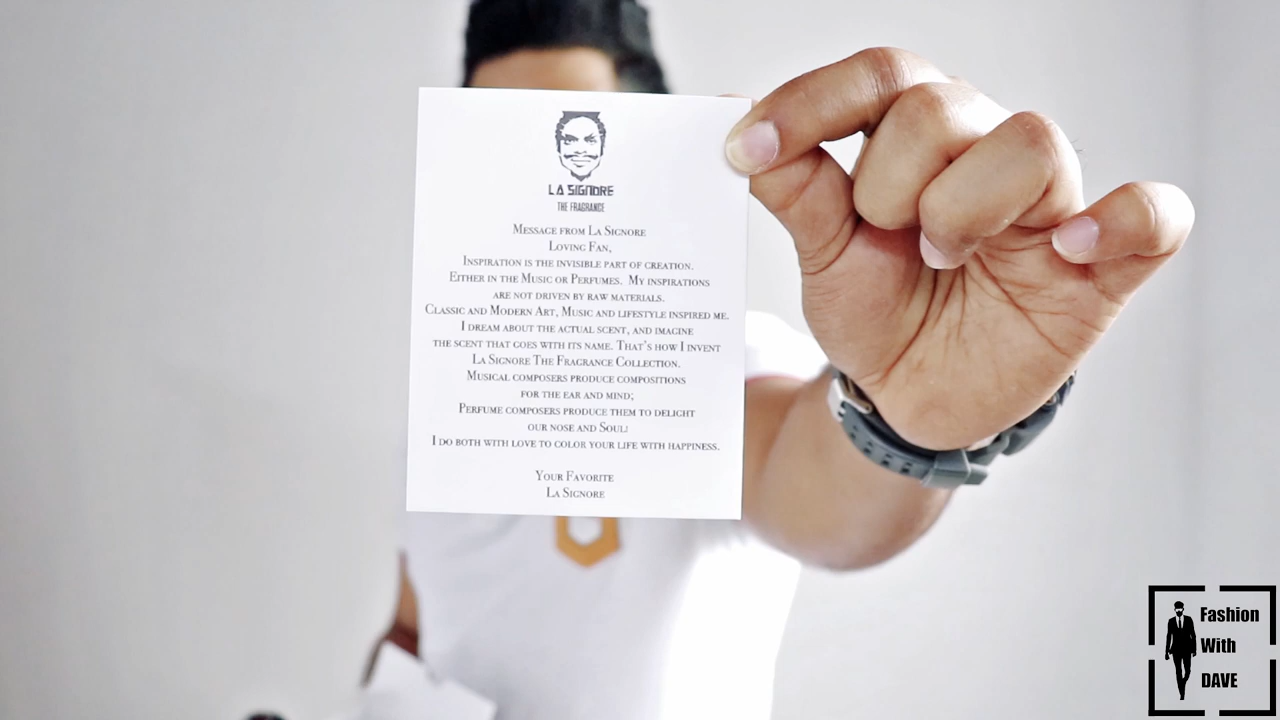 LA SIGNORE
THE FRAGRANCE
MESSAGE FROM LA SIGNORE
LOVING FAN,
INSPIRATION IS THE INVISIBLE PART OF CREATION.
EITHER IN THE MUSIC OR PERFUMES. MY INSPIRATIONS
ARE NOT DRIVEN BY RAW MATERIALS.
CLASSIC AND MODERN ART, MUSIC AND LIFESTYLE INSPIRED ME.
I DREAM ABOUT THE ACTUAL SCENT, AND IMAGINE
THE SCENT THAT GOES WITH ITS NAME. THAT'S HOW I INVENT
LA SIGNORE THE FRAGRANCE COLLECTION.
MUSICAL COMPOSERS PRODUCE COMPOSITIONS
FOR THE EAR AND MIND;
PERFUME COMPOSERS PRODUCE THEM TO DELIGHT
OUR NOSE AND SOUL!
I DO BOTH WITH LOVE TO COLOR YOUR LIFE WITH HAPPINESS.
YOUR FAVORITE
LA SIGNORE
Fashion
With
DAVE